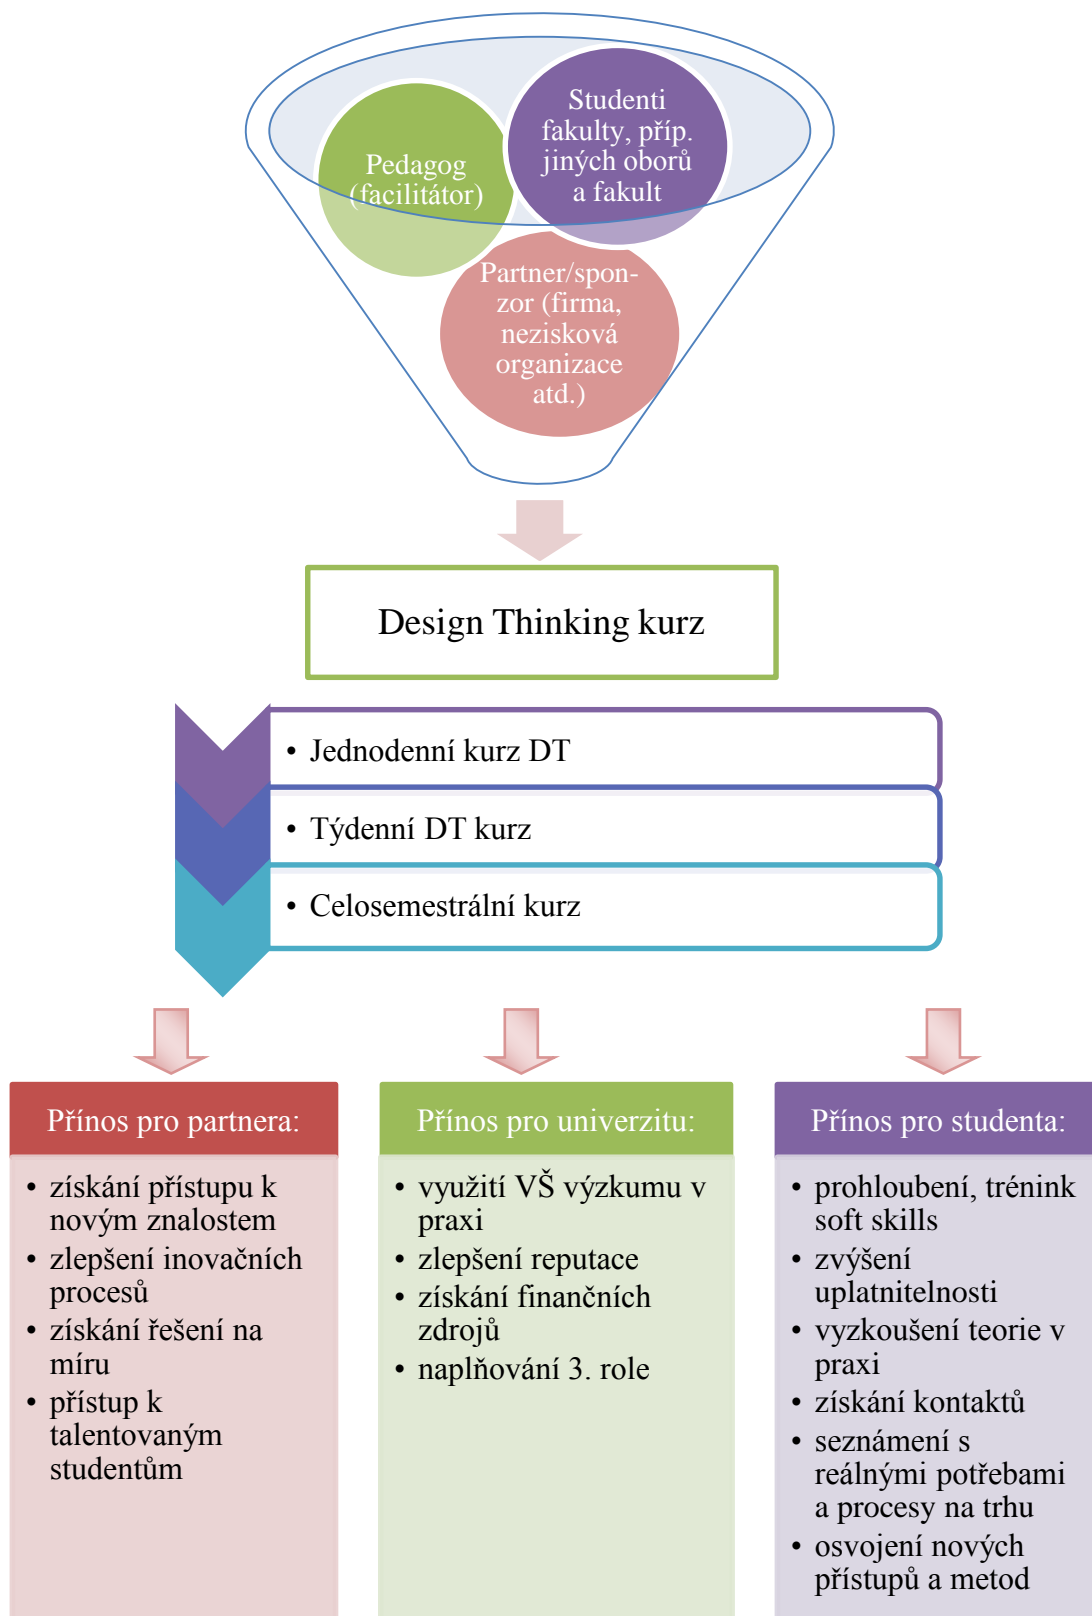 Studenti
fakulty, příp.
jiných oborů
a fakult
Pedagog
(facilitátor)
Partner/spon-
zor (firma,
nezisková
organizace
atd.)
Design Thinking kurz
• Jednodenní kurz DT
• Týdenní DT kurz
• Celosemestrální kurz
Přínos pro partnera:
• získání přístupu k
novým znalostem
• zlepšení inovačních
procesů
• získání řešení na
míru
• přístup k
talentovaným
studentům
Přínos pro univerzitu:
• využití VŠ výzkumu v
praxi
• zlepšení reputace
• získání finančních
zdrojů
• naplňování 3. role
Přínos pro studenta:
• prohloubení, trénink
soft skills
• zvýšení
uplatnitelnosti
• vyzkoušení teorie v
praxi
• získání kontaktů
• seznámení s
reálnými potřebami
a procesy na trhu
• osvojení nových
přístupů a metod